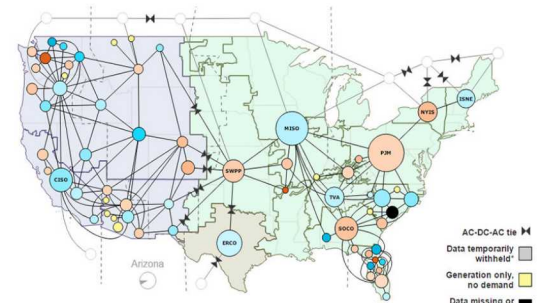 NYIS
ISNE
MISO
PJM
CISO
SWPP
TVA
SOCO
ERCO
Arizona
AC-DC-AC tie
Data temporarily
withheld*
Generation only,
no demand
Data missing or